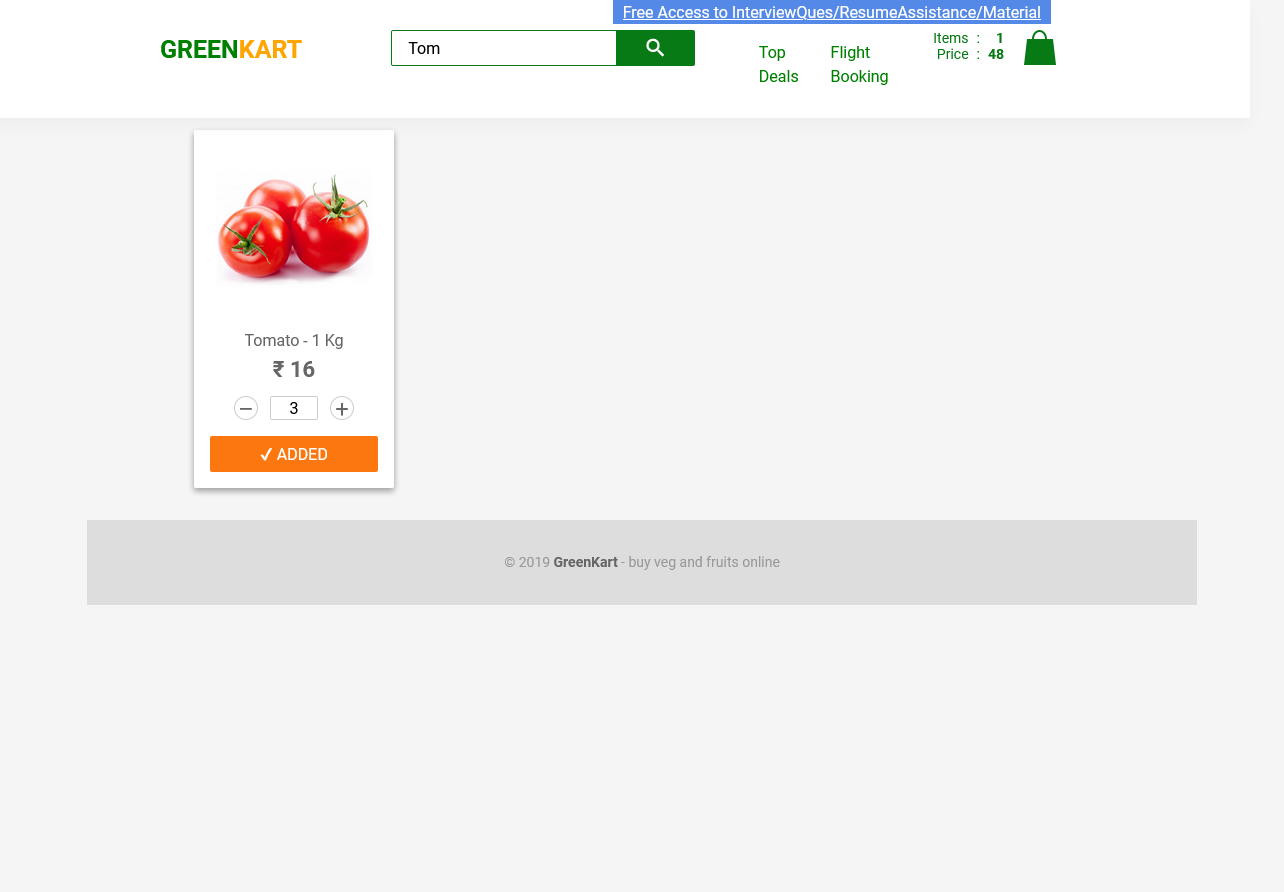 Free Access to InterviewQues/ResumeAssistance/Material
GREENKART
Tom
Top
Deals
Flight
Booking
Items : 1
Price : 48
Tomato - 1 Kg
₹ 16
3
✔ ADDED
© 2019 GreenKart - buy veg and fruits online